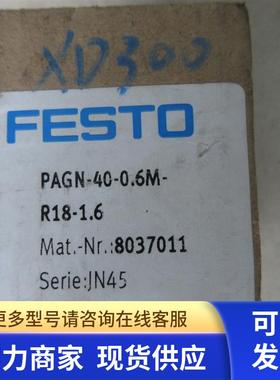 XD300
FESTO
PAGN-40-0.6M-
R18-1.6
Mat.-Nr.:8037011
Serie:JN45
更多型号请咨询在线客服
力商家 现货供应
可
发